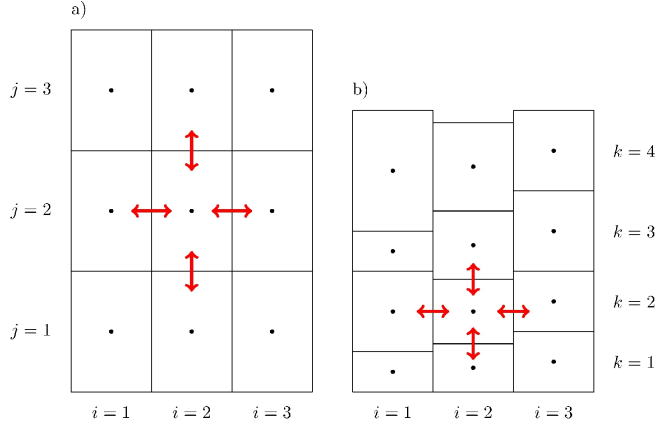 a)
j = 3
j = 2
j = 1
i = 1
i = 2
i = 3
b)
k = 4
k = 3
k = 2
k = 1
i = 1
i = 2
i = 3